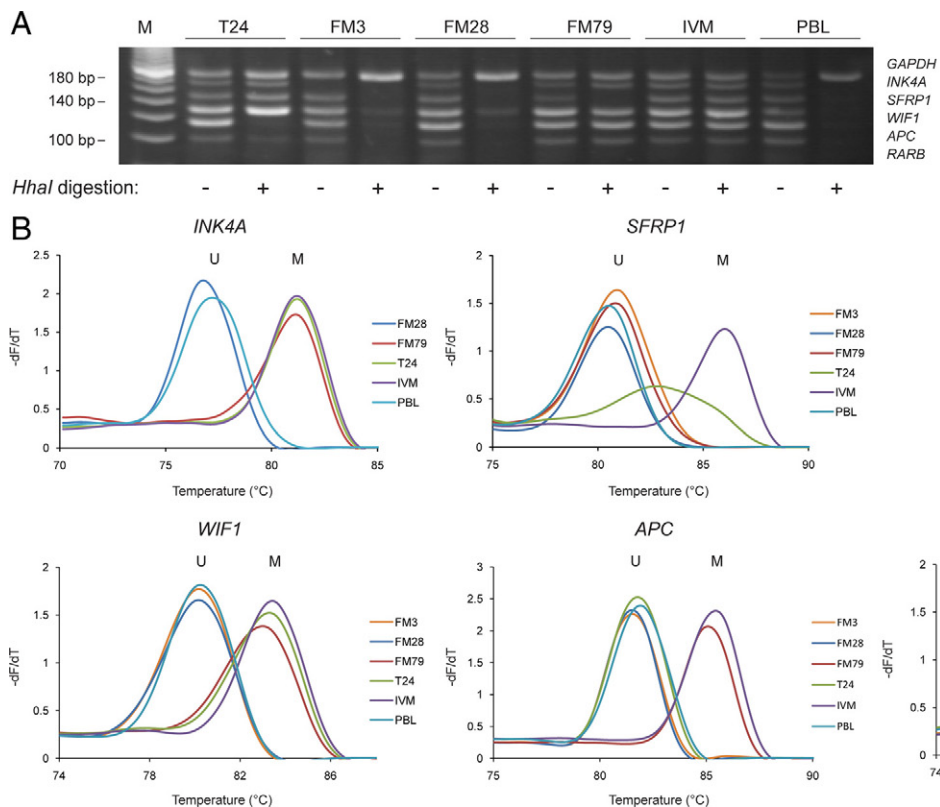 A
M T24 FM3 FM28 FM79 IVM PBL
180 bp
140 bp
100 bp
GAPDH
INK4A
SFRP1
WIF1
APC
RARB
HhaI digestion: - + - + - + - + - + - +
B
INK4A
U M
2.5
2
1.5
1
0.5
0
-dF/dT
70 75 80 85
Temperature (°C)
FM28
FM79
T24
IVM
PBL
SFRP1
U M
2
1.5
1
0.5
0
-dF/dT
75 80 85 90
Temperature (°C)
FM3
FM28
FM79
T24
IVM
PBL
WIF1
U M
2
1.5
1
0.5
0
-dF/dT
74 78 82 86
Temperature (°C)
FM3
FM28
FM79
T24
IVM
PBL
APC
U M
3
2.5
2
1.5
1
0.5
0
-dF/dT
75 80 85 90
Temperature (°C)
FM3
FM28
FM79
T24
IVM
PBL
2
1.5
1
0.5
0
-dF/dT
74